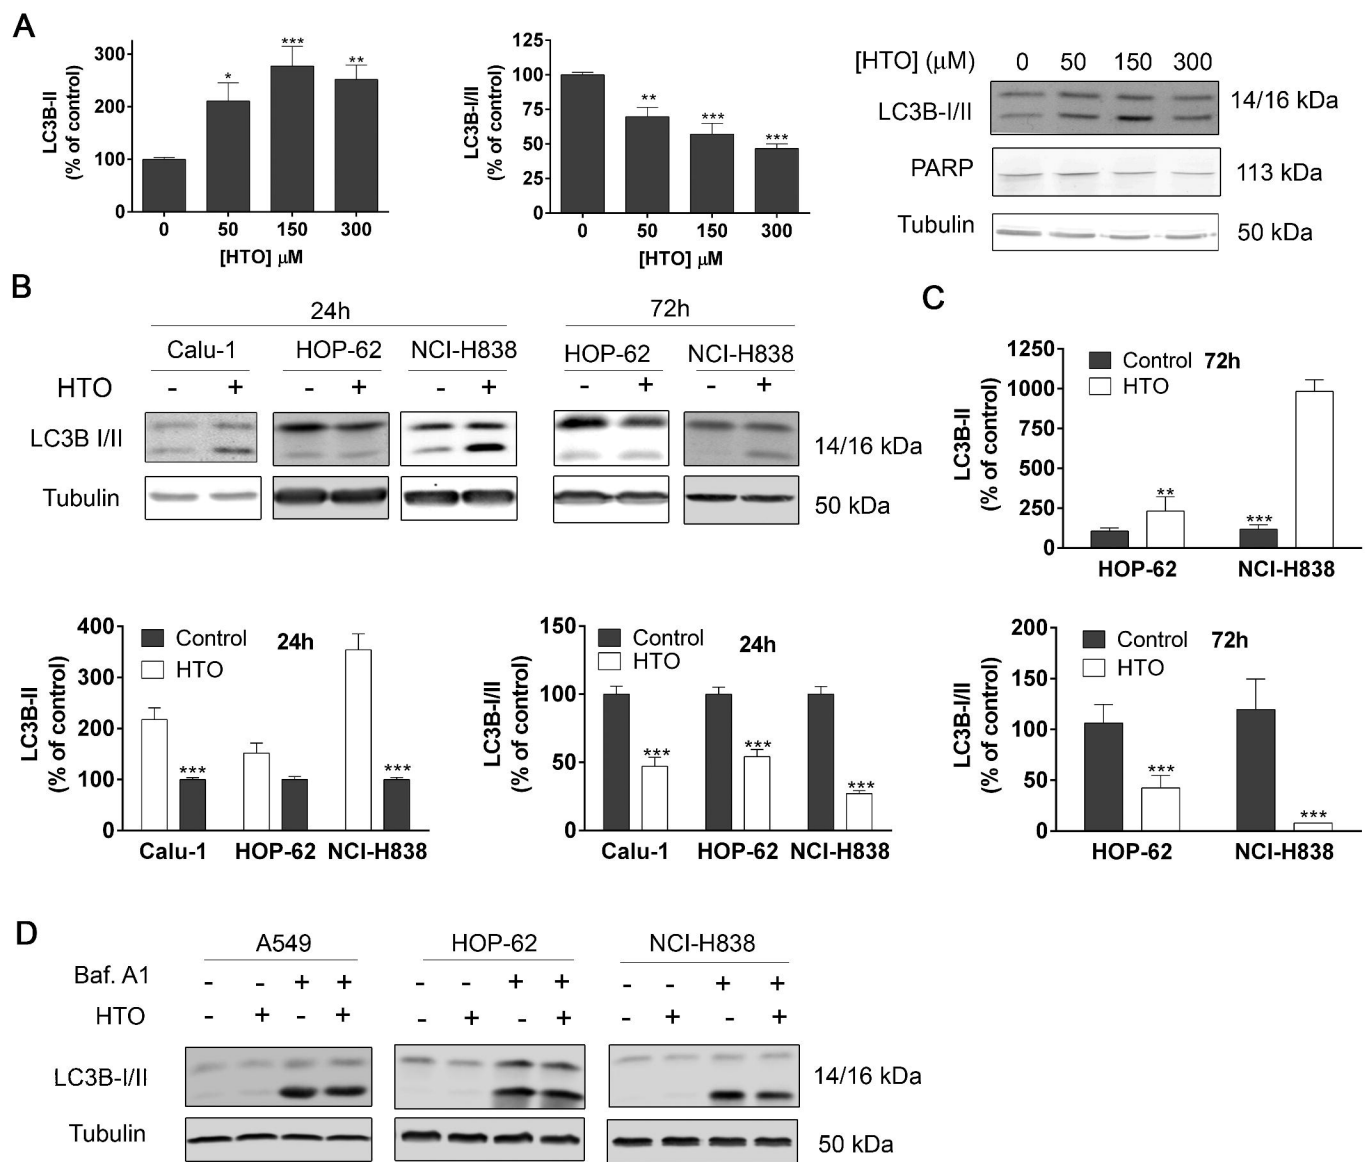 A
LC3B-II
(% of control)
300
200
100
0
*
***
**
0 50 150 300
[HTO] μM
LC3B-I/II
(% of control)
125
100
75
50
25
0
**
***
***
0 50 150 300
[HTO] μM
[HTO] (μM) 0 50 150 300
LC3B-I/II 14/16 kDa
PARP 113 kDa
Tubulin 50 kDa
B
24h 72h
Calu-1 HOP-62 NCI-H838 HOP-62 NCI-H838
HTO - + - + - + - + - +
LC3B I/II 14/16 kDa
Tubulin 50 kDa
LC3B-II
(% of control)
400
300
200
100
0
Control 24h
HTO
***
***
Calu-1 HOP-62 NCI-H838
LC3B-I/II
(% of control)
150
100
50
0
Control 24h
HTO
***
***
***
Calu-1 HOP-62 NCI-H838
C
LC3B-II
(% of control)
1250
1000
750
500
250
0
Control 72h
HTO
**
***
HOP-62 NCI-H838
LC3B-I/II
(% of control)
200
150
100
50
0
Control 72h
HTO
***
***
HOP-62 NCI-H838
D
A549 HOP-62 NCI-H838
Baf. A1 - - + + - - + + - - + +
HTO - + - + - + - + - + - +
LC3B-I/II 14/16 kDa
Tubulin 50 kDa